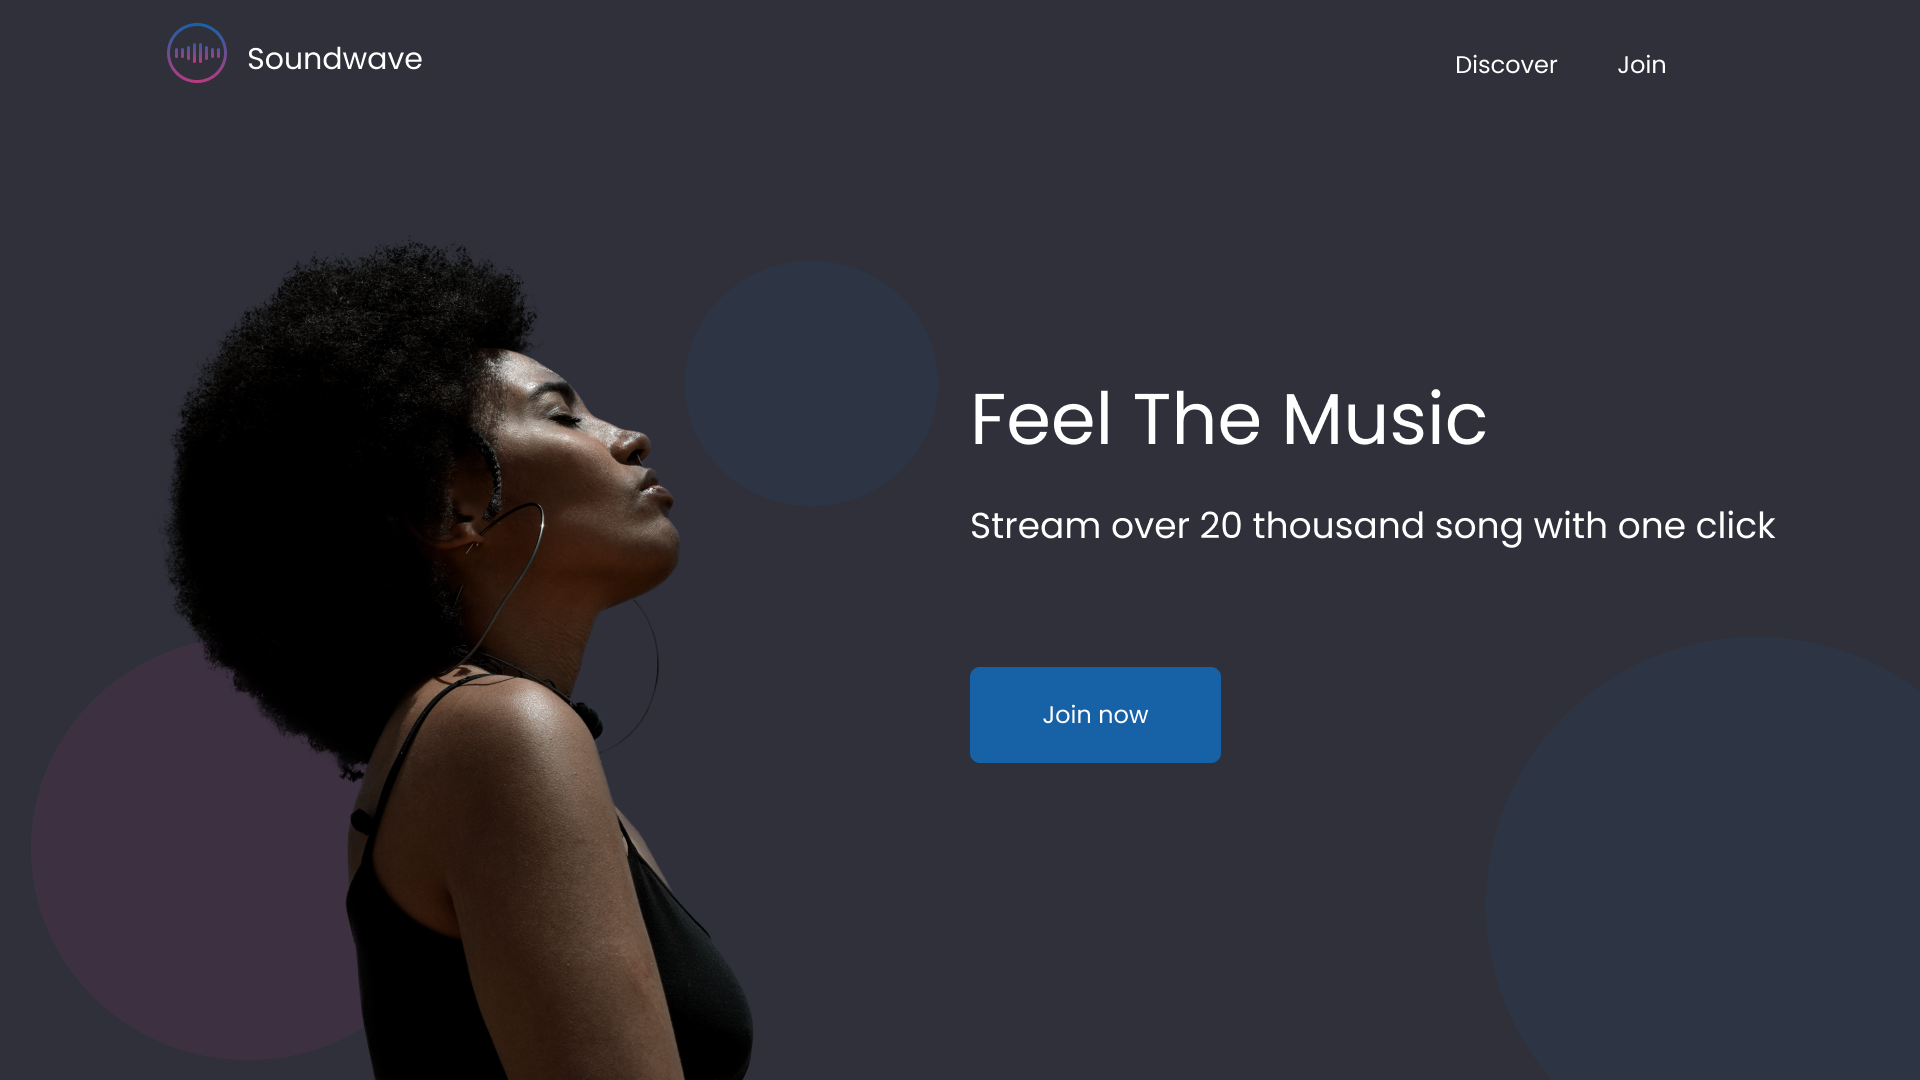 Soundwave
Discover
Join
Feel The Music
Stream over 20 thousand song with one click
Join now